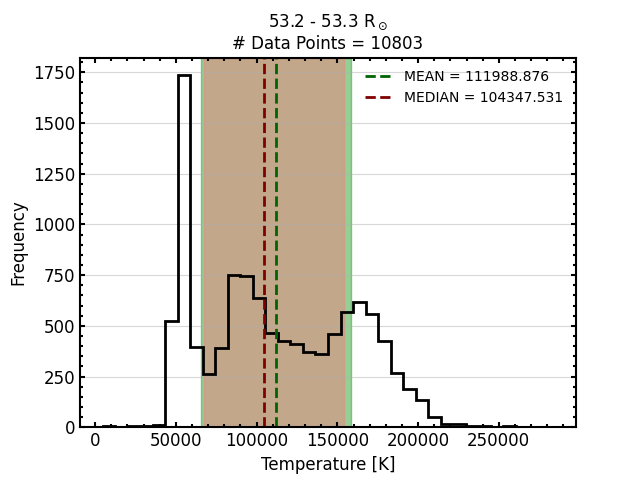 53.2 - 53.3 R☉
# Data Points = 10803
MEAN = 111988.876
MEDIAN = 104347.531
Frequency
1750
1500
1250
1000
750
500
250
0
0 50000 100000 150000 200000 250000
Temperature [K]